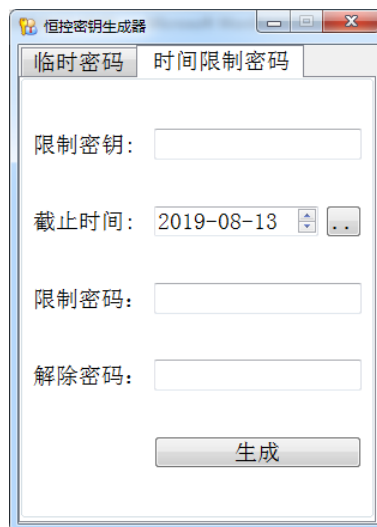 恒控密钥生成器
临时密码 时间限制密码
限制密钥:
截止时间: 2019-08-13 ..
限制密码:
解除密码:
生成